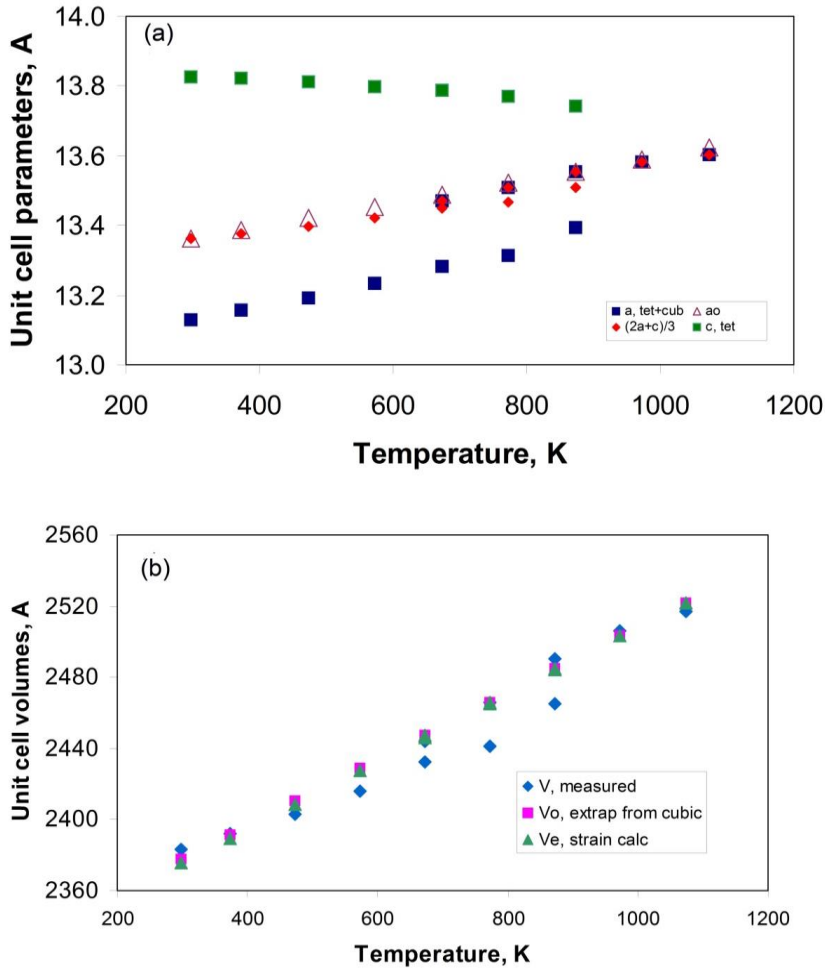 (a)
Unit cell parameters, A
14.0
13.8
13.6
13.4
13.2
13.0
a, tet+cub ao
(2a+c)/3 c, tet
200 400 600 800 1000 1200
Temperature, K
(b)
Unit cell volumes, A
2560
2520
2480
2440
2400
2360
V, measured
Vo, extrap from cubic
Ve, strain calc
200 400 600 800 1000 1200
Temperature, K